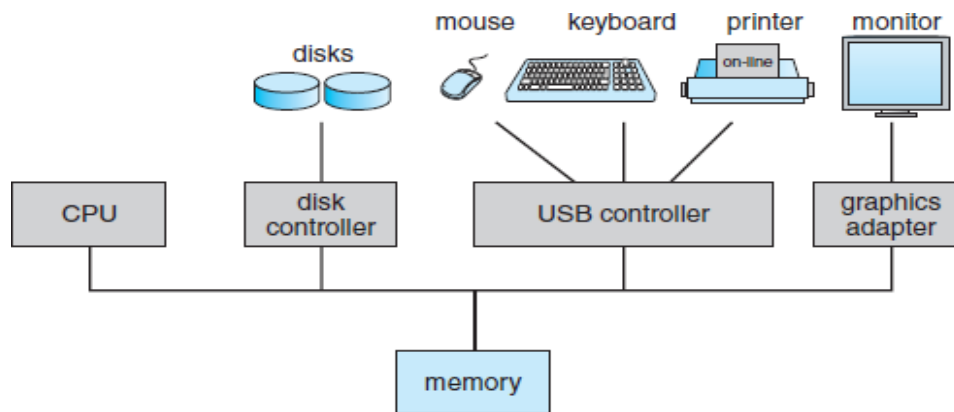 mouse
keyboard
printer
monitor
disks
on-line
CPU
disk
controller
USB controller
graphics
adapter
memory